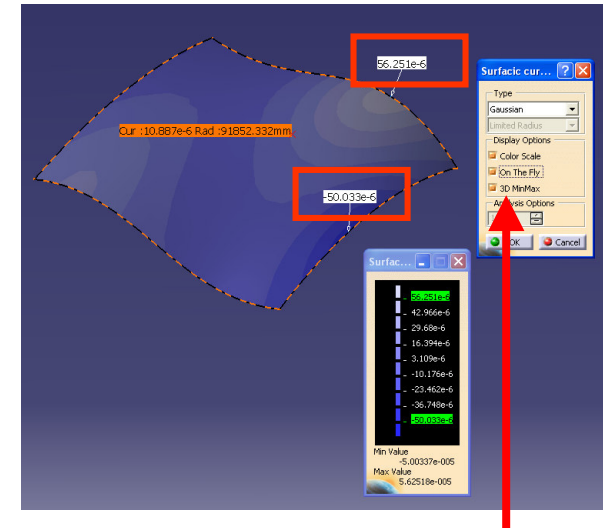 56.251e-6
Cur :10.887e-6 Rad :91852.332mm
-50.033e-6
Surfacic cur...
Type
Gaussian
Limited Radius
Display Options
Color Scale
On The Fly
3D MinMax
Analysis Options
OK
Cancel
Surfac...
56.251e-6
42.966e-6
29.68e-6
16.394e-6
3.109e-6
-10.176e-6
-23.462e-6
-36.748e-6
-50.033e-6
Min Value
-5.00337e-005
Max Value
5.62518e-005